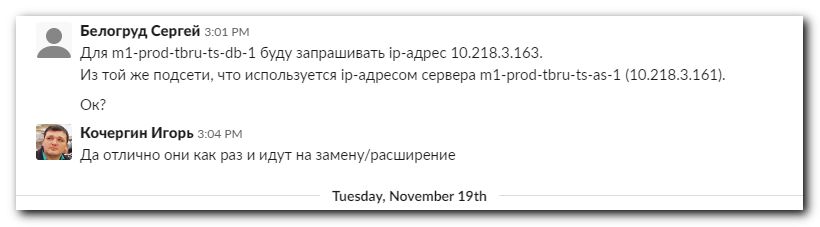 Белогруд Сергей 3:01 PM
Для m1-prod-tbru-ts-db-1 буду запрашивать ip-адрес 10.218.3.163.
Из той же подсети, что используется ip-адресом сервера m1-prod-tbru-ts-as-1 (10.218.3.161).
Ок?
Кочергин Игорь 3:04 PM
Да отлично они как раз и идут на замену/расширение
Tuesday, November 19th